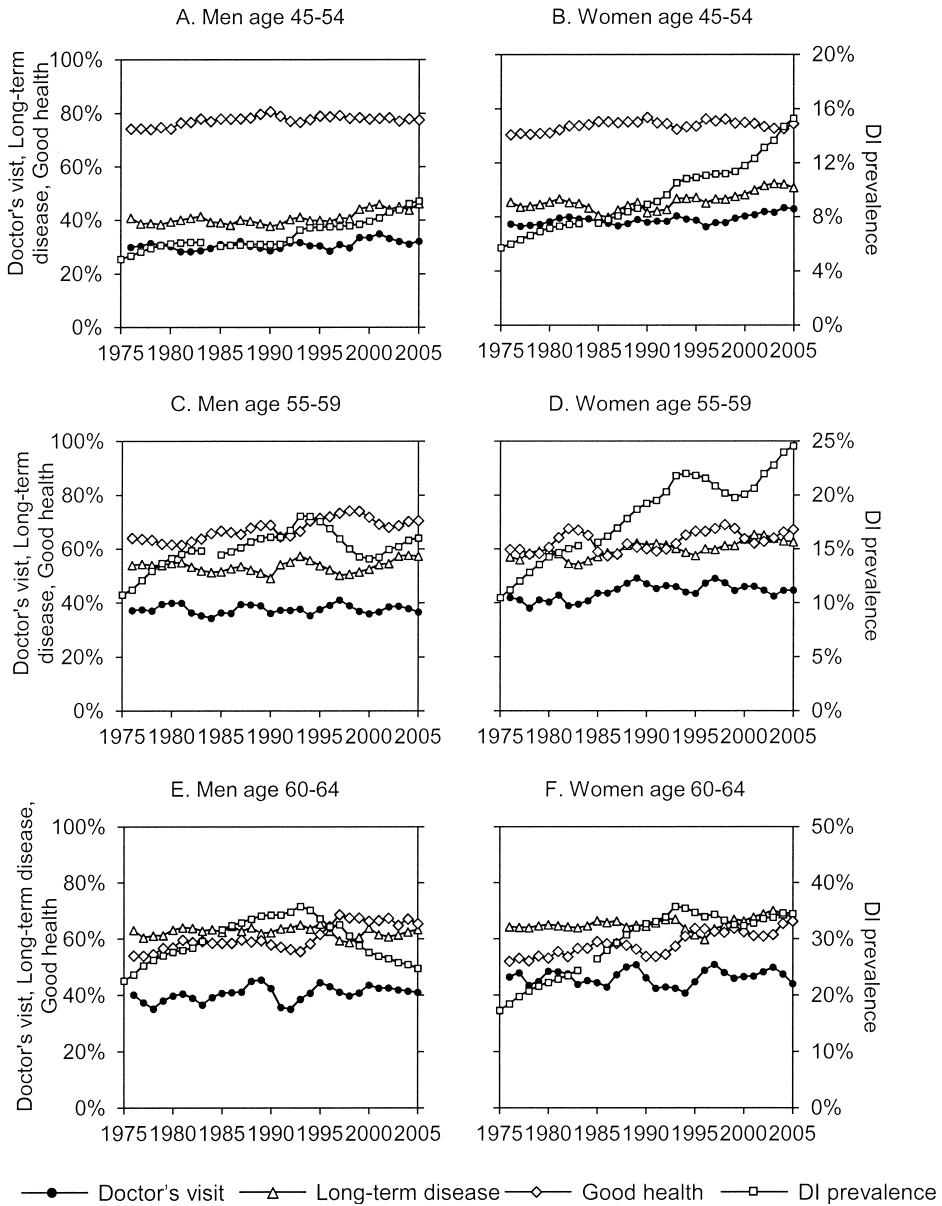 A. Men age 45-54
B. Women age 45-54
Doctor's vist, Long-term
disease, Good health
100%
80%
60%
40%
20%
0%
20%
16%
12%
8%
4%
0%
DI prevalence
1975 1980 1985 1990 1995 2000 2005
1975 1980 1985 1990 1995 2000 2005
C. Men age 55-59
D. Women age 55-59
Doctor's vist, Long-term
disease, Good health
100%
80%
60%
40%
20%
0%
25%
20%
15%
10%
5%
0%
DI prevalence
1975 1980 1985 1990 1995 2000 2005
1975 1980 1985 1990 1995 2000 2005
E. Men age 60-64
F. Women age 60-64
Doctor's vist, Long-term disease,
Good health
100%
80%
60%
40%
20%
0%
50%
40%
30%
20%
10%
0%
DI prevalence
1975 1980 1985 1990 1995 2000 2005
1975 1980 1985 1990 1995 2000 2005
Doctor's visit Long-term disease Good health DI prevalence